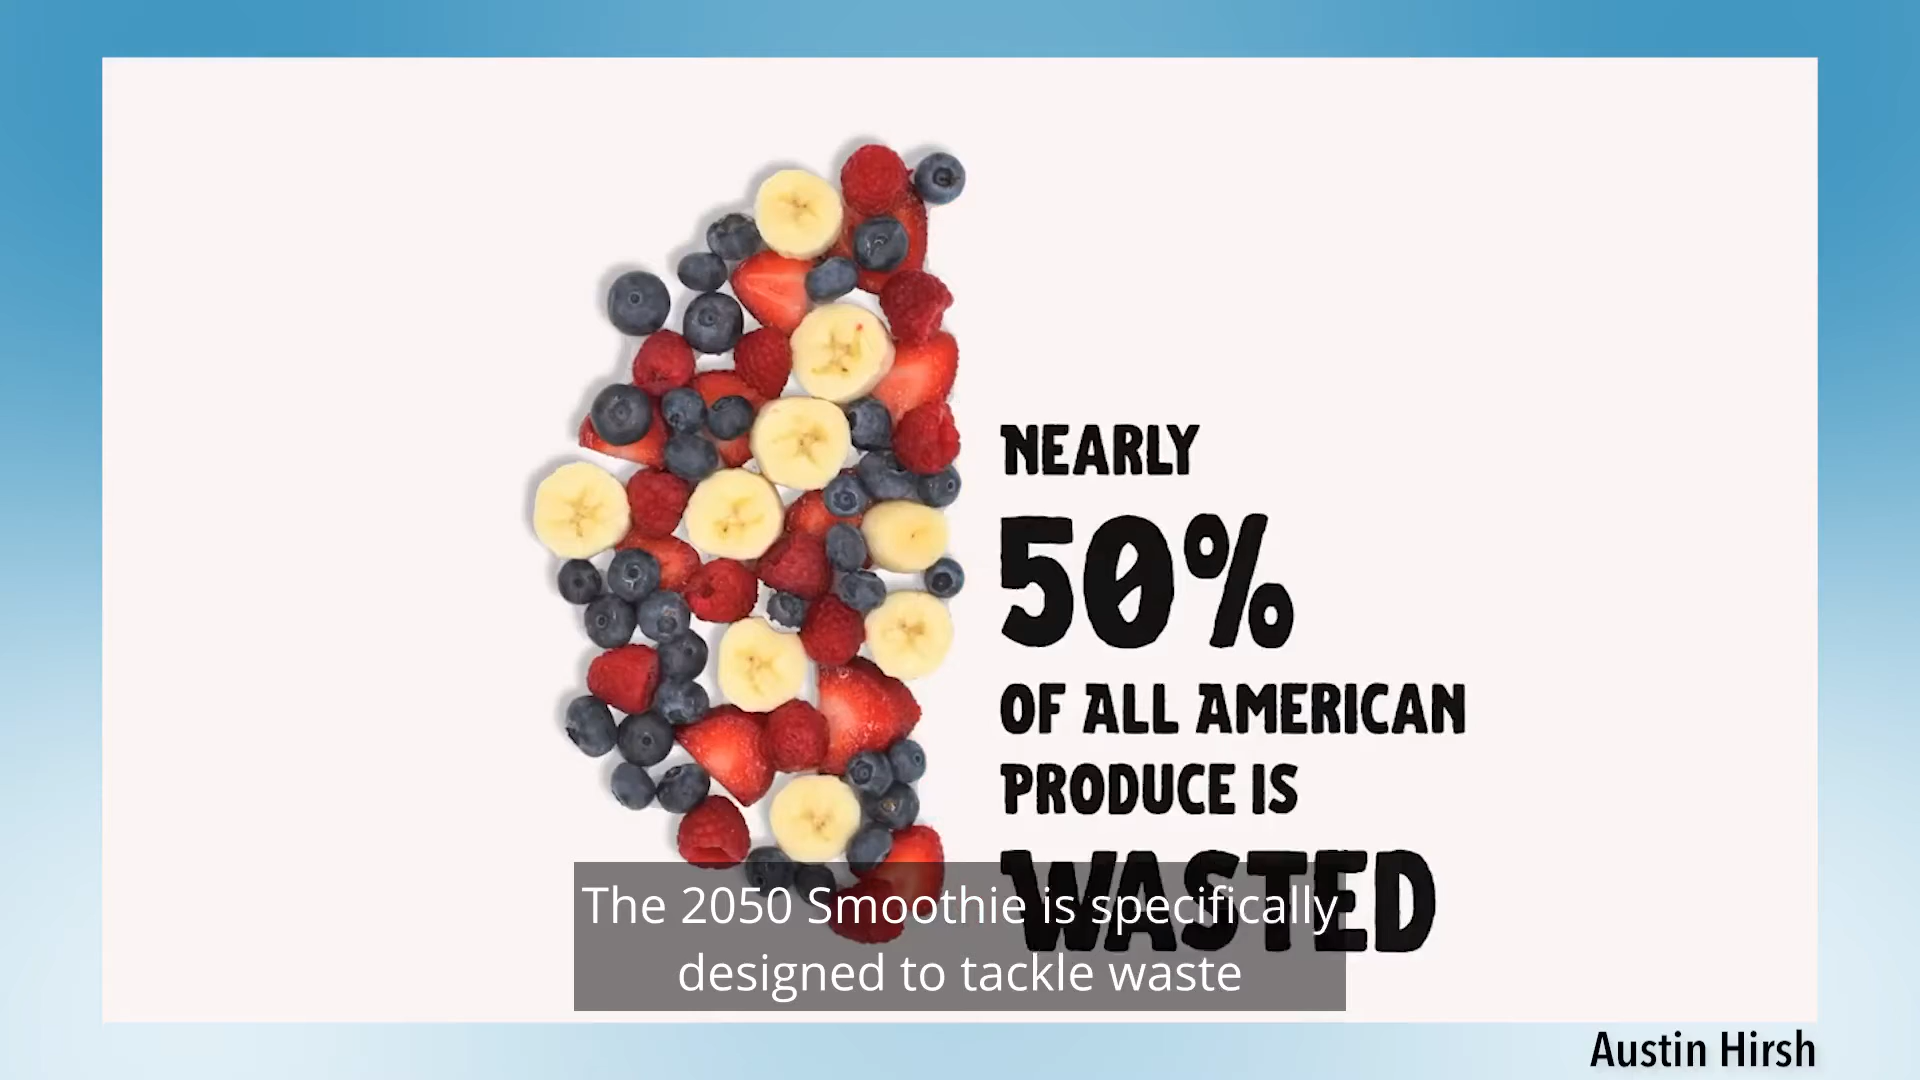 NEARLY
50%
OF ALL AMERICAN
PRODUCE IS
WASTED
The 2050 Smoothie is specifically
designed to tackle waste
Austin Hirsh